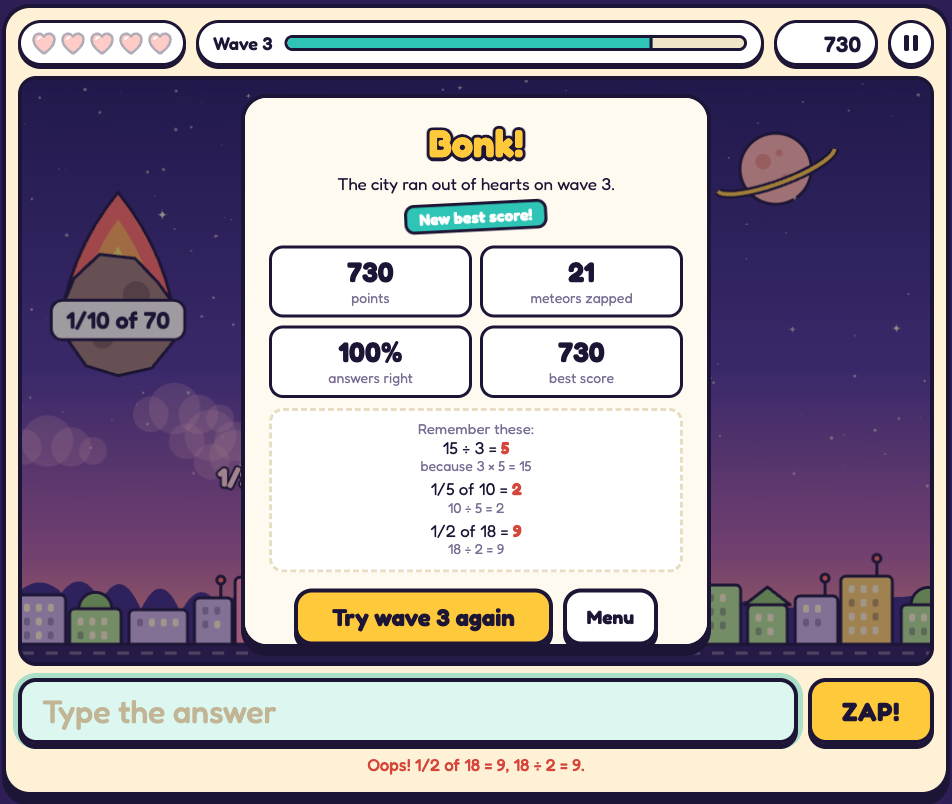 Wave 3
730
Bonk!
The city ran out of hearts on wave 3.
New best score!
730
points
21
meteors zapped
100%
answers right
730
best score
Remember these:
15 ÷ 3 = 5
because 3 × 5 = 15
1/5 of 10 = 2
10 ÷ 5 = 2
1/2 of 18 = 9
18 ÷ 2 = 9
Try wave 3 again
Menu
1/10 of 70
Type the answer
ZAP!
Oops! 1/2 of 18 = 9, 18 ÷ 2 = 9.